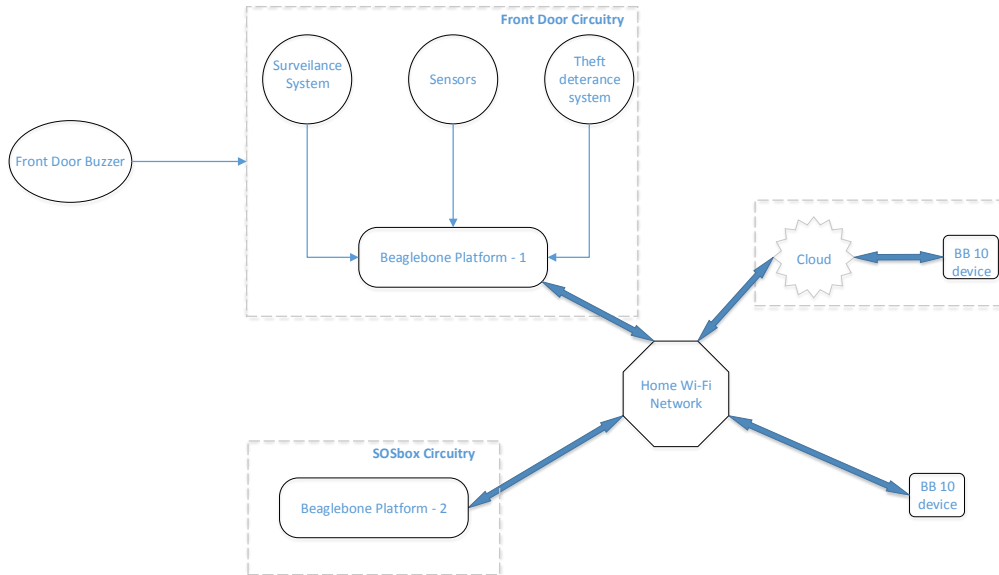 Front Door Circuitry
Surveilance
System
Sensors
Theft
deterance
system
Front Door Buzzer
Beaglebone Platform - 1
Cloud
BB 10
device
Home Wi-Fi
Network
SOSbox Circuitry
Beaglebone Platform - 2
BB 10
device